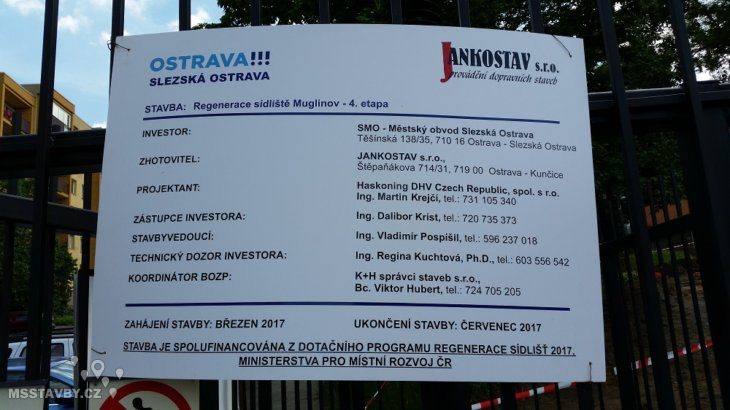 OSTRAVA!!!
SLEZSKÁ OSTRAVA
JANKOSTAV s.r.o.
provádění dopravních staveb
STAVBA: Regenerace sídliště Muglinov - 4. etapa
INVESTOR: SMO - Městský obvod Slezská Ostrava
Těšínská 138/35, 710 16 Ostrava - Slezská Ostrava
ZHOTOVITEL: JANKOSTAV s.r.o.,
Štěpaňákova 714/31, 719 00 Ostrava - Kunčice
PROJEKTANT: Haskoning DHV Czech Republic, spol. s r.o.
Ing. Martin Krejčí, tel.: 731 105 340
ZÁSTUPCE INVESTORA: Ing. Dalibor Krist, tel.: 720 735 373
STAVBYVEDOUCÍ: Ing. Vladimír Pospíšil, tel.: 596 237 018
TECHNICKÝ DOZOR INVESTORA: Ing. Regina Kuchtová, Ph.D., tel.: 603 556 542
KOORDINÁTOR BOZP: K+H správci staveb s.r.o.,
Bc. Viktor Hubert, tel.: 724 705 205
ZAHÁJENÍ STAVBY: BŘEZEN 2017 UKONČENÍ STAVBY: ČERVENEC 2017
STAVBA JE SPOLUFINANCOVÁNA Z DOTAČNÍHO PROGRAMU REGENERACE SÍDLIŠŤ 2017,
MINISTERSTVA PRO MÍSTNÍ ROZVOJ ČR
MSSTAVBY.CZ